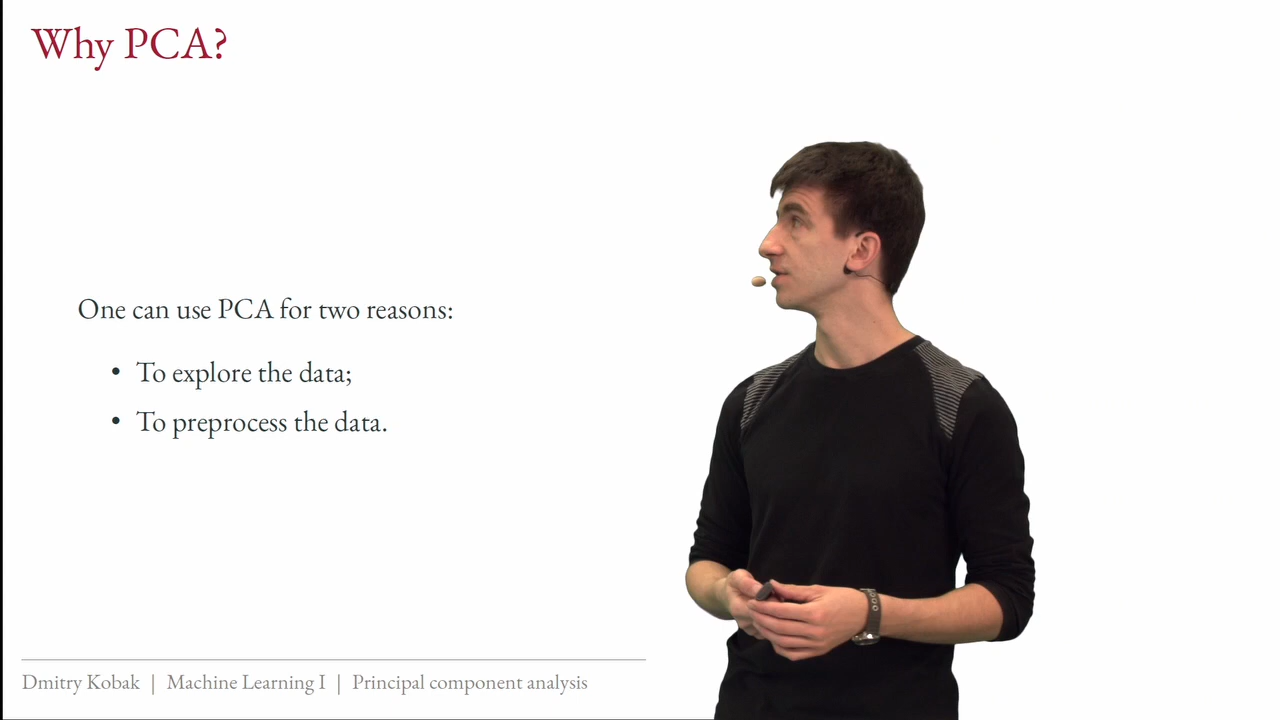 Why PCA?
One can use PCA for two reasons:
• To explore the data;
• To preprocess the data.
Dmitry Kobak | Machine Learning I | Principal component analysis